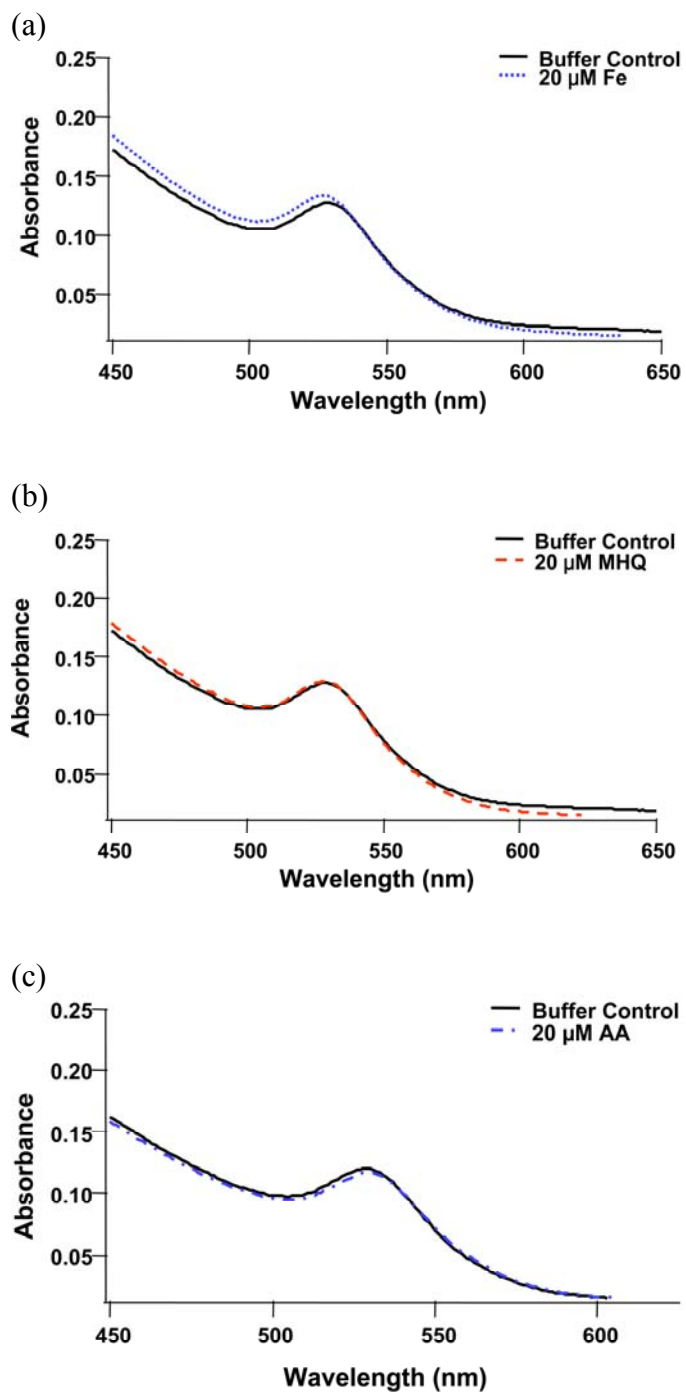 (a)
0.25
Buffer Control
20 µM Fe
0.20
0.15
0.10
0.05
Absorbance
450 500 550 600 650
Wavelength (nm)
(b)
0.25
Buffer Control
20 µM MHQ
0.20
0.15
0.10
0.05
Absorbance
450 500 550 600 650
Wavelength (nm)
(c)
0.25
Buffer Control
20 µM AA
0.20
0.15
0.10
0.05
Absorbance
450 500 550 600
Wavelength (nm)